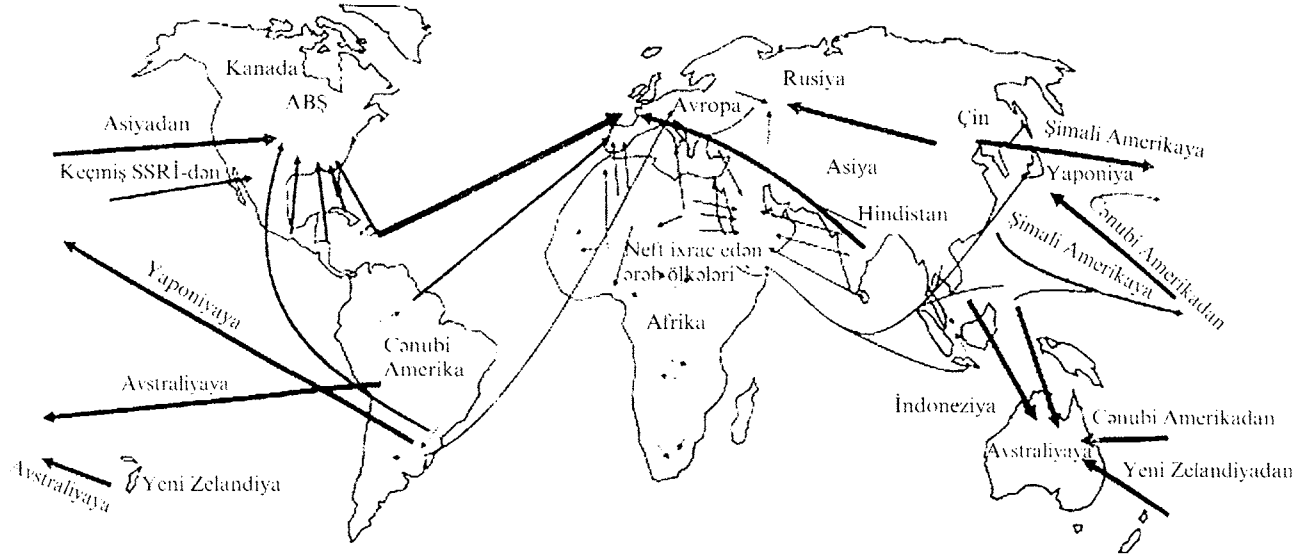 Kanada
ABŞ
Asiyadan
Keçmiş SSRİ-dən
Yaponiyaya
Avstraliyaya
Avstraliyaya
Yeni Zelandiya
Cənubi
Amerika
Avropa
Rusiya
Asiya
Hindistan
Neft ixrac edən
ərəb ölkələri
Afrika
Çin
Şimali Amerikaya
Yaponiya
Cənubi Amerikadan
Şimali Amerikaya
İndoneziya
Avstraliyaya
Cənubi Amerikadan
Yeni Zelandiyadan